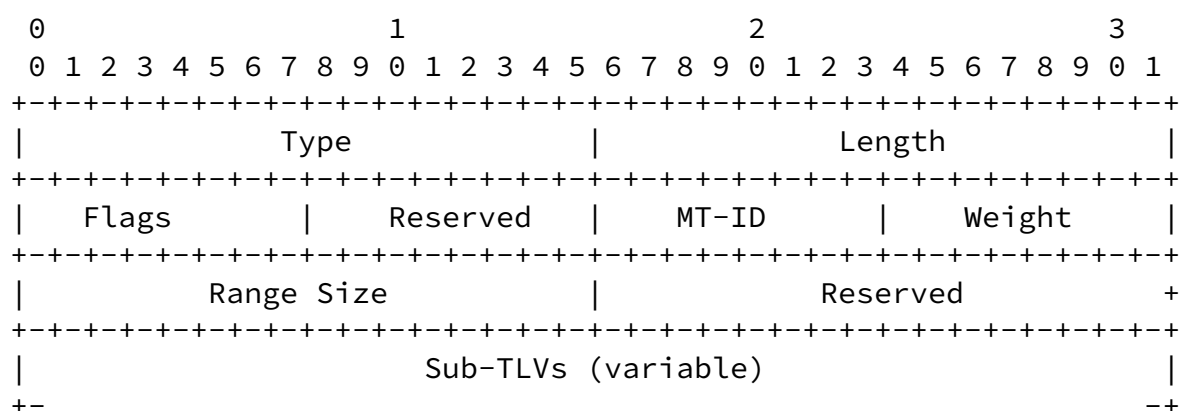 0                   1                   2                   3
 0 1 2 3 4 5 6 7 8 9 0 1 2 3 4 5 6 7 8 9 0 1 2 3 4 5 6 7 8 9 0 1
+-+-+-+-+-+-+-+-+-+-+-+-+-+-+-+-+-+-+-+-+-+-+-+-+-+-+-+-+-+-+-+-+
|              Type             |             Length            |
+-+-+-+-+-+-+-+-+-+-+-+-+-+-+-+-+-+-+-+-+-+-+-+-+-+-+-+-+-+-+-+-+
|   Flags       |    Reserved   |    MT-ID      |    Weight     |
+-+-+-+-+-+-+-+-+-+-+-+-+-+-+-+-+-+-+-+-+-+-+-+-+-+-+-+-+-+-+-+-+
|          Range Size           |            Reserved           +
+-+-+-+-+-+-+-+-+-+-+-+-+-+-+-+-+-+-+-+-+-+-+-+-+-+-+-+-+-+-+-+-+
|                      Sub-TLVs (variable)                      |
+-                                                             -+